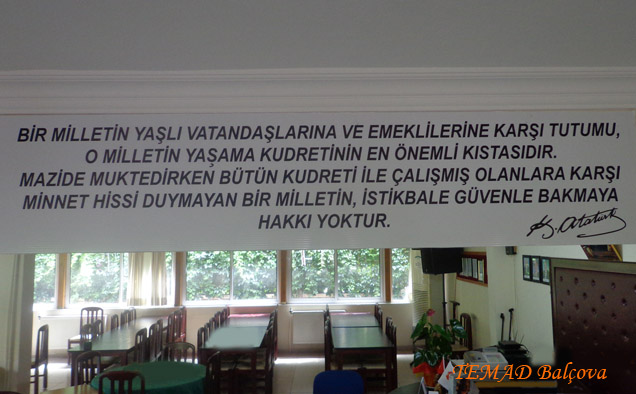 BİR MİLLETİN YAŞLI VATANDAŞLARINA VE EMEKLİLERİNE KARŞI TUTUMU,
O MİLLETİN YAŞAMA KUDRETİNİN EN ÖNEMLİ KISTASIDIR.
MAZİDE MUKTEDİRKEN BÜTÜN KUDRETİ İLE ÇALIŞMIŞ OLANLARA KARŞI
MİNNET HİSSİ DUYMAYAN BİR MİLLETİN, İSTİKBALE GÜVENLE BAKMAYA
HAKKI YOKTUR.
K. Atatürk
TEMAD Balçova